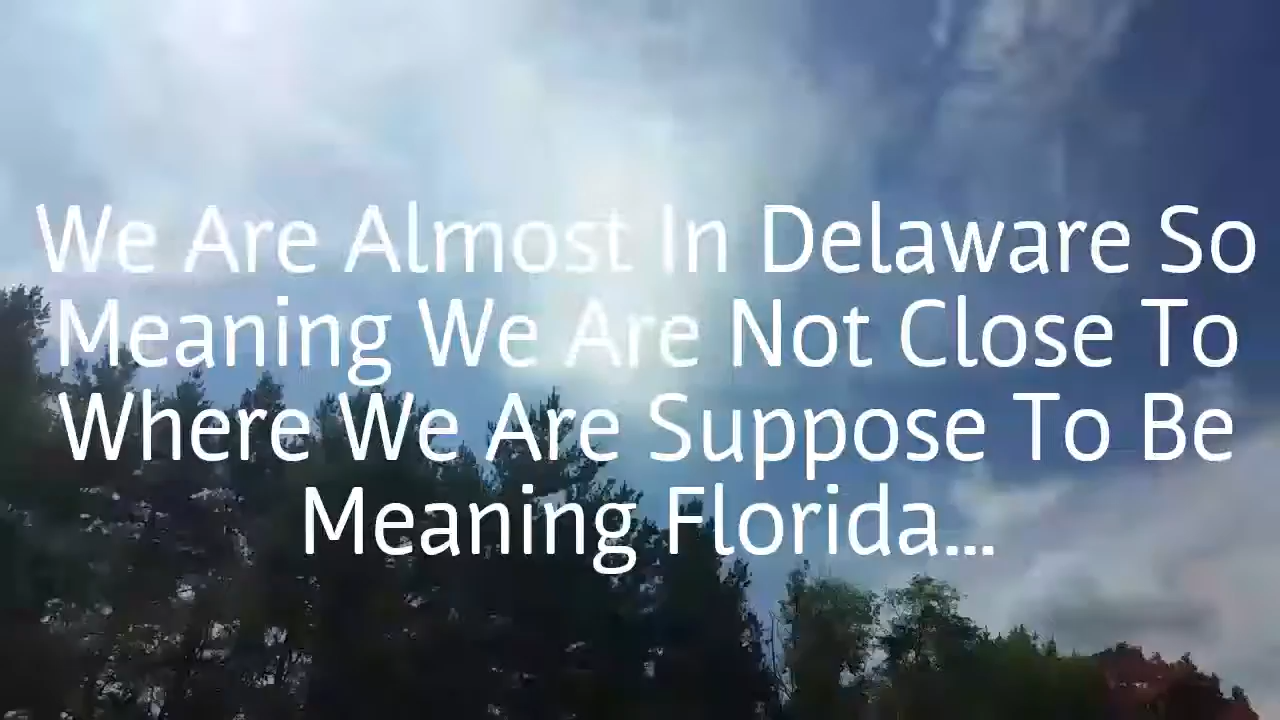 We Are Almost In Delaware So
Meaning We Are Not Close To
Where We Are Suppose To Be
Meaning Florida...